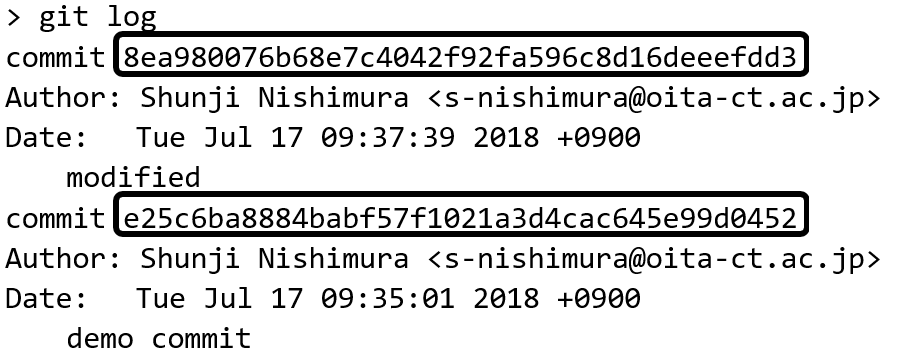 > git log
commit 8ea980076b68e7c4042f92fa596c8d16deeefdd3
Author: Shunji Nishimura <s-nishimura@oita-ct.ac.jp>
Date:   Tue Jul 17 09:37:39 2018 +0900
    modified
commit e25c6ba8884babf57f1021a3d4cac645e99d0452
Author: Shunji Nishimura <s-nishimura@oita-ct.ac.jp>
Date:   Tue Jul 17 09:35:01 2018 +0900
    demo commit